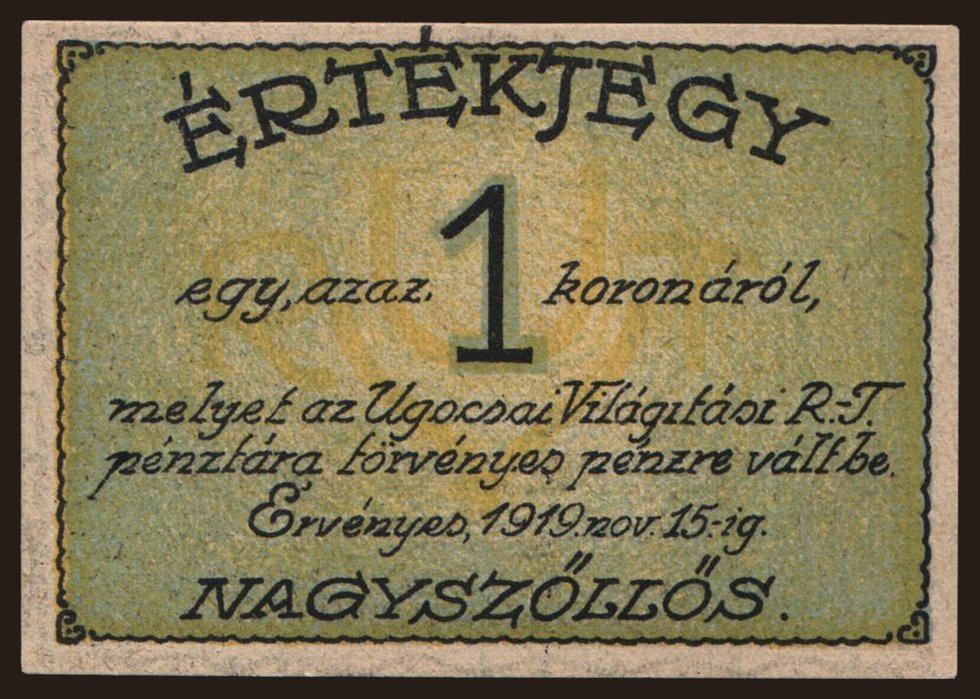 ÉRTÉKJEGY
egy, azaz. 1 koronáról,
melyet az Ugocsai Világıtási R.-T.
pénztára törvényes pénzre vált be.
Érvényes, 1919. nov. 15.-ig.
NAGYSZŐLLŐS.